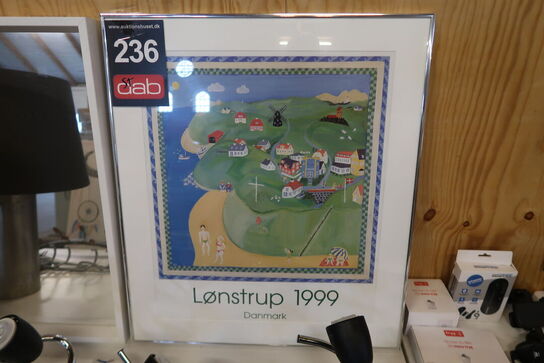 www.auktionshuset.dk
236
dab
Lønstrup 1999
Danmark